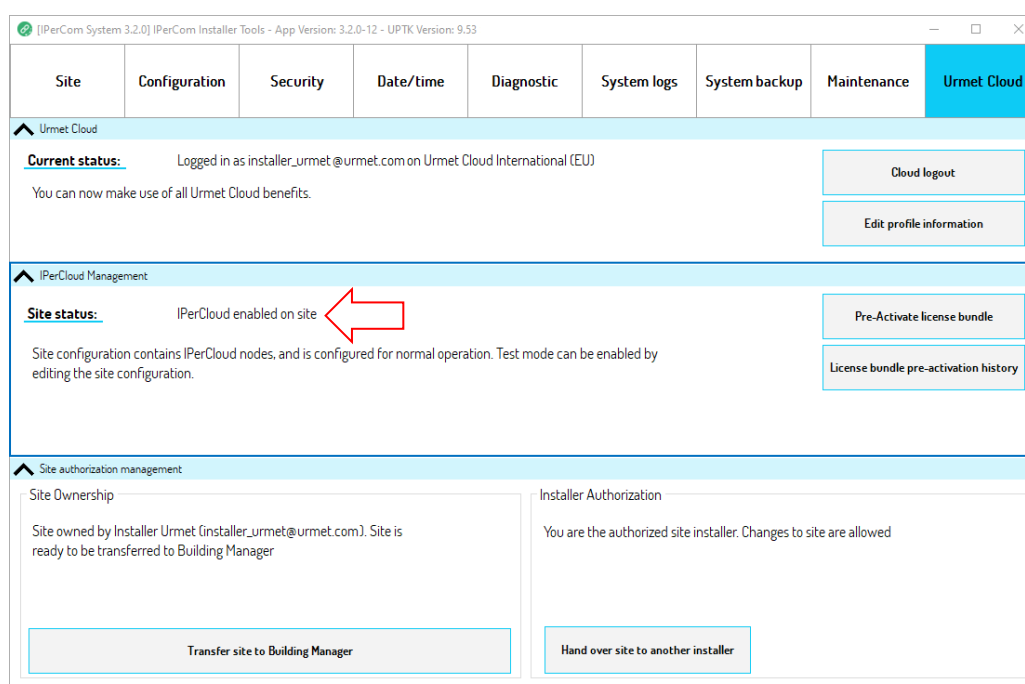 [IPerCom System 3.2.0] IPerCom Installer Tools - App Version: 3.2.0-12 - UPTK Version: 9.53
Site
Configuration
Security
Date/time
Diagnostic
System logs
System backup
Maintenance
Urmet Cloud
Urmet Cloud
Current status:
Logged in as installer_urmet@urmet.com on Urmet Cloud International (EU)
You can now make use of all Urmet Cloud benefits.
Cloud logout
Edit profile information
IPerCloud Management
Site status:
IPerCloud enabled on site
Site configuration contains IPerCloud nodes, and is configured for normal operation. Test mode can be enabled by
editing the site configuration.
Pre-Activate license bundle
License bundle pre-activation history
Site authorization management
Site Ownership
Site owned by Installer Urmet (installer_urmet@urmet.com). Site is
ready to be transferred to Building Manager
Transfer site to Building Manager
Installer Authorization
You are the authorized site installer. Changes to site are allowed
Hand over site to another installer